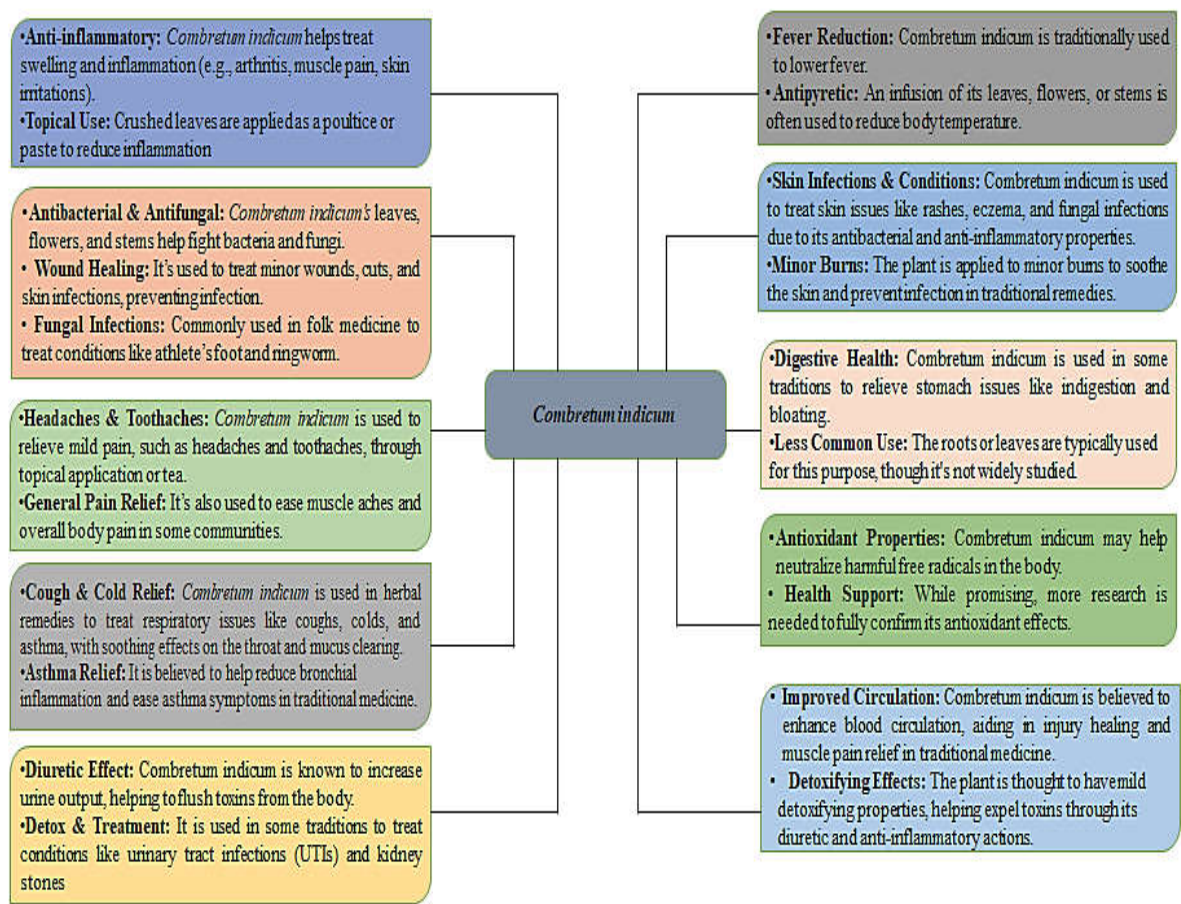 •Anti-inflammatory: Combretum indicum helps treat
swelling and inflammation (e.g., arthritis, muscle pain, skin
irritations).
•Topical Use: Crushed leaves are applied as a poultice or
paste to reduce inflammation
•Antibacterial & Antifungal: Combretum indicum's leaves,
flowers, and stems help fight bacteria and fungi.
• Wound Healing: It's used to treat minor wounds, cuts, and
skin infections, preventing infection.
• Fungal Infections: Commonly used in folk medicine to
treat conditions like athlete's foot and ringworm.
•Headaches & Toothaches: Combretum indicum is used to
relieve mild pain, such as headaches and toothaches, through
topical application or tea.
•General Pain Relief: It's also used to ease muscle aches and
overall body pain in some communities.
•Cough & Cold Relief: Combretum indicum is used in herbal
remedies to treat respiratory issues like coughs, colds, and
asthma, with soothing effects on the throat and mucus clearing.
•Asthma Relief: It is believed to help reduce bronchial
inflammation and ease asthma symptoms in traditional medicine.
•Diuretic Effect: Combretum indicum is known to increase
urine output, helping to flush toxins from the body.
•Detox & Treatment: It is used in some traditions to treat
conditions like urinary tract infections (UTIs) and kidney
stones
Combretum indicum
•Fever Reduction: Combretum indicum is traditionally used
to lower fever.
•Antipyretic: An infusion of its leaves, flowers, or stems is
often used to reduce body temperature.
•Skin Infections & Conditions: Combretum indicum is used
to treat skin issues like rashes, eczema, and fungal infections
due to its antibacterial and anti-inflammatory properties.
•Minor Burns: The plant is applied to minor burns to soothe
the skin and prevent infection in traditional remedies.
•Digestive Health: Combretum indicum is used in some
traditions to relieve stomach issues like indigestion and
bloating.
•Less Common Use: The roots or leaves are typically used
for this purpose, though it's not widely studied.
•Antioxidant Properties: Combretum indicum may help
neutralize harmful free radicals in the body.
• Health Support: While promising, more research is
needed to fully confirm its antioxidant effects.
• Improved Circulation: Combretum indicum is believed to
enhance blood circulation, aiding in injury healing and
muscle pain relief in traditional medicine.
• Detoxifying Effects: The plant is thought to have mild
detoxifying properties, helping expel toxins through its
diuretic and anti-inflammatory actions.